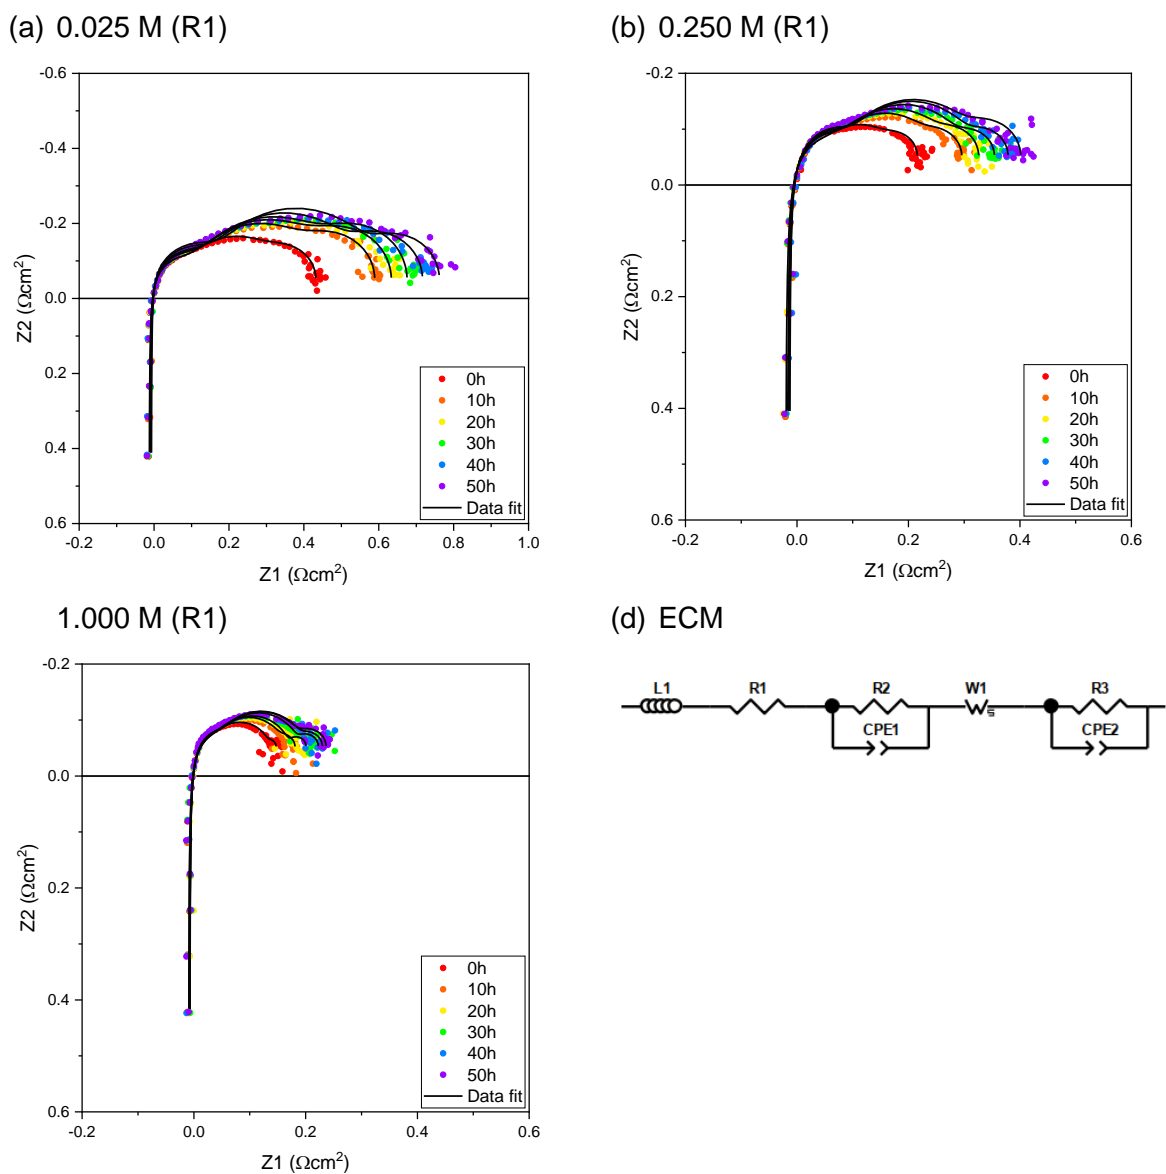 (a) 0.025 M (R1)
-0.6
-0.4
-0.2
0.0
0.2
0.4
0.6
Z2 (Ωcm²)
-0.2 0.0 0.2 0.4 0.6 0.8 1.0
Z1 (Ωcm²)
0h
10h
20h
30h
40h
50h
Data fit
(b) 0.250 M (R1)
-0.2
0.0
0.2
0.4
0.6
Z2 (Ωcm²)
-0.2 0.0 0.2 0.4 0.6
Z1 (Ωcm²)
0h
10h
20h
30h
40h
50h
Data fit
1.000 M (R1)
-0.2
0.0
0.2
0.4
0.6
Z2 (Ωcm²)
-0.2 0.0 0.2 0.4 0.6
Z1 (Ωcm²)
0h
10h
20h
30h
40h
50h
Data fit
(d) ECM
L1 R1 R2 W1 R3
CPE1 CPE2